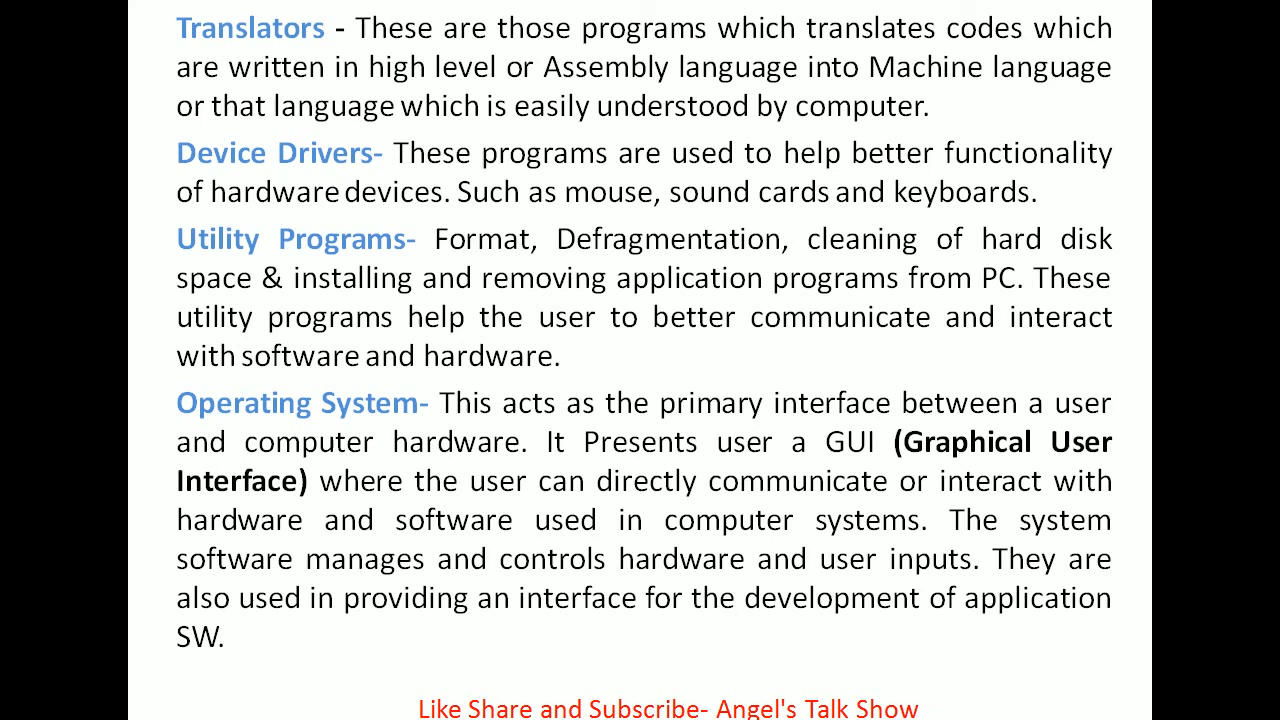 Translators - These are those programs which translates codes which
are written in high level or Assembly language into Machine language
or that language which is easily understood by computer.
Device Drivers- These programs are used to help better functionality
of hardware devices. Such as mouse, sound cards and keyboards.
Utility Programs- Format, Defragmentation, cleaning of hard disk
space & installing and removing application programs from PC. These
utility programs help the user to better communicate and interact
with software and hardware.
Operating System- This acts as the primary interface between a user
and computer hardware. It Presents user a GUI (Graphical User
Interface) where the user can directly communicate or interact with
hardware and software used in computer systems. The system
software manages and controls hardware and user inputs. They are
also used in providing an interface for the development of application
SW.
Like Share and Subscribe- Angel's Talk Show